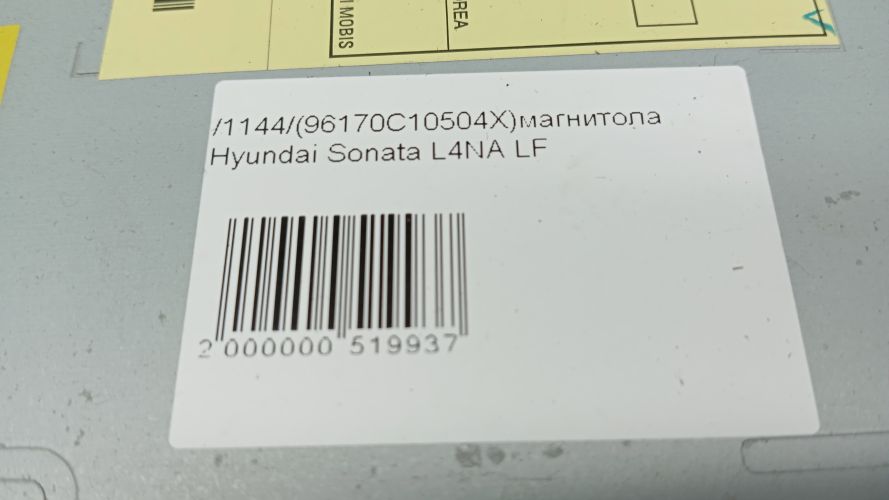 I MOBIS
REA
/1144/(96170C10504X)магнитола
Hyundai Sonata L4NA LF
2 000000 519937